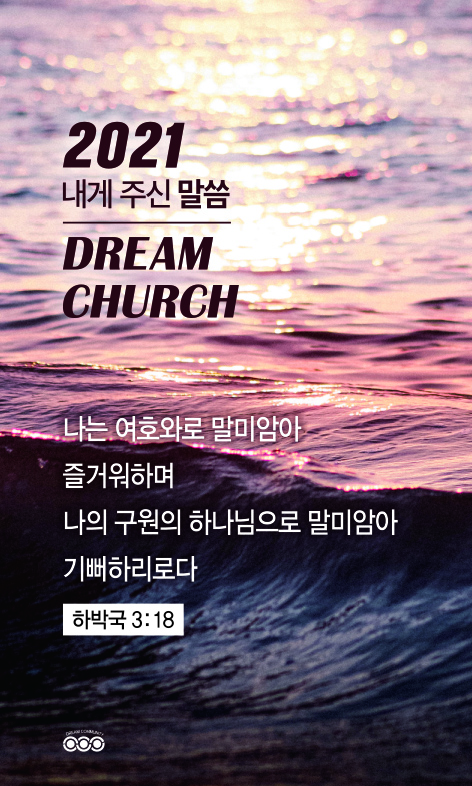 2021
내게 주신 말씀
DREAM
CHURCH
나는 여호와로 말미암아
즐거워하며
나의 구원의 하나님으로 말미암아
기뻐하리로다
하박국 3:18
DREAM COMMUNITY